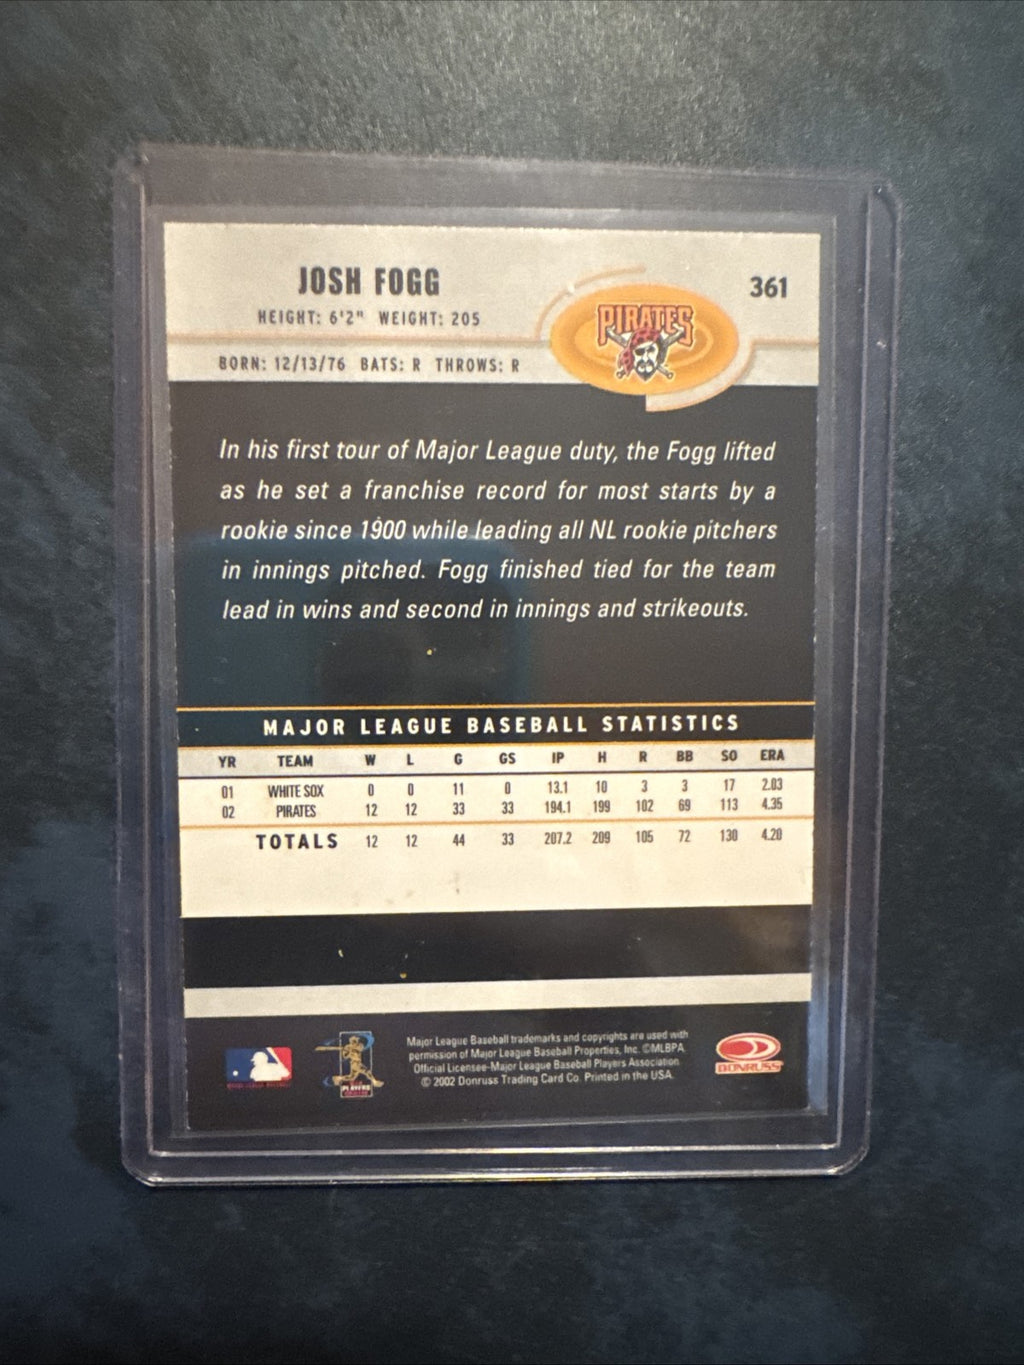 JOSH FOGG
361
HEIGHT: 6'2" WEIGHT: 205
PIRATES
BORN: 12/13/76 BATS: R THROWS: R
In his first tour of Major League duty, the Fogg lifted
as he set a franchise record for most starts by a
rookie since 1900 while leading all NL rookie pitchers
in innings pitched. Fogg finished tied for the team
lead in wins and second in innings and strikeouts.
MAJOR LEAGUE BASEBALL STATISTICS
YR TEAM W L G GS IP H R BB SO ERA
01 WHITE SOX 0 0 11 0 13.1 10 3 3 17 2.03
02 PIRATES 12 12 33 33 194.1 199 102 69 113 4.35
TOTALS 12 12 44 33 207.2 209 105 72 130 4.20
Major League Baseball trademarks and copyrights are used with
permission of Major League Baseball Properties, Inc. ©MLBPA
Official Licensee-Major League Baseball Players Association
© 2002 Donruss Trading Card Co. Printed in the USA.
MAJOR LEAGUE BASEBALL
PLAYERS
DONRUSS